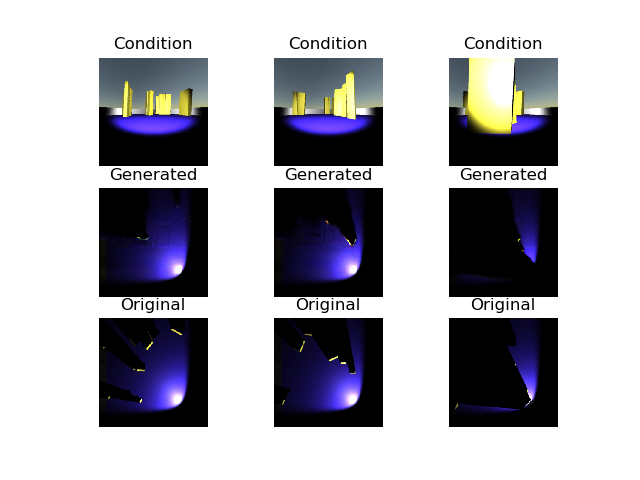 Condition Condition Condition
Generated Generated Generated
Original Original Original